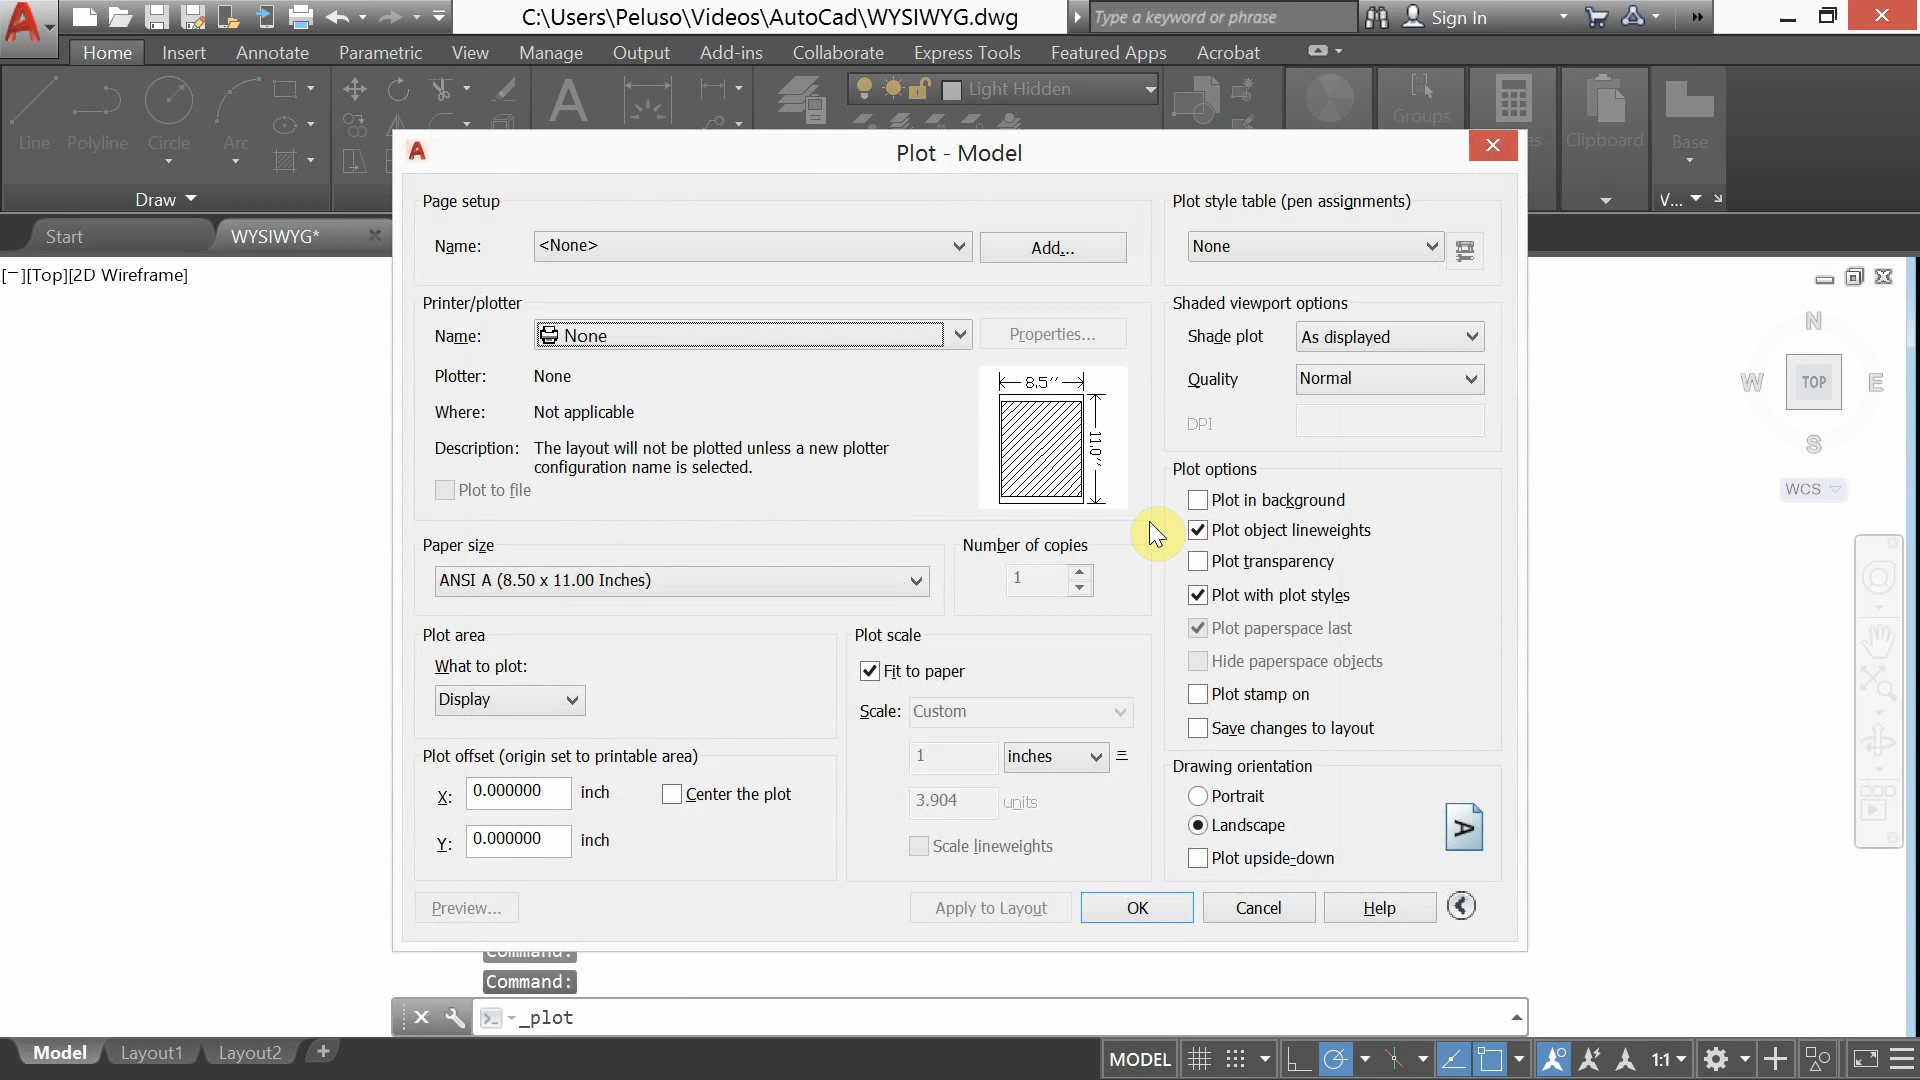 C:\Users\Peluso\Videos\AutoCad\WYSIWYG.dwg
Type a keyword or phrase
Sign In
Home Insert Annotate Parametric View Manage Output Add-ins Collaborate Express Tools Featured Apps Acrobat
Light Hidden
Line Polyline Circle Arc
Groups
Clipboard
Base
Draw
V...
Start
WYSIWYG*
[−][Top][2D Wireframe]
Plot - Model
Page setup
Name: <None> Add...
Printer/plotter
Name: None Properties...
Plotter: None
Where: Not applicable
Description: The layout will not be plotted unless a new plotter
configuration name is selected.
Plot to file
8.5''
11.0''
Paper size
ANSI A (8.50 x 11.00 Inches)
Number of copies
1
Plot area
What to plot:
Display
Plot offset (origin set to printable area)
X: 0.000000 inch Center the plot
Y: 0.000000 inch
Plot scale
Fit to paper
Scale: Custom
1 inches =
3.904 units
Scale lineweights
Plot style table (pen assignments)
None
Shaded viewport options
Shade plot As displayed
Quality Normal
DPI
Plot options
Plot in background
Plot object lineweights
Plot transparency
Plot with plot styles
Plot paperspace last
Hide paperspace objects
Plot stamp on
Save changes to layout
Drawing orientation
Portrait
Landscape
Plot upside-down
A
Preview... Apply to Layout OK Cancel Help
N
W TOP E
S
WCS
Command:
Command:
_plot
Model Layout1 Layout2 +
MODEL 1:1